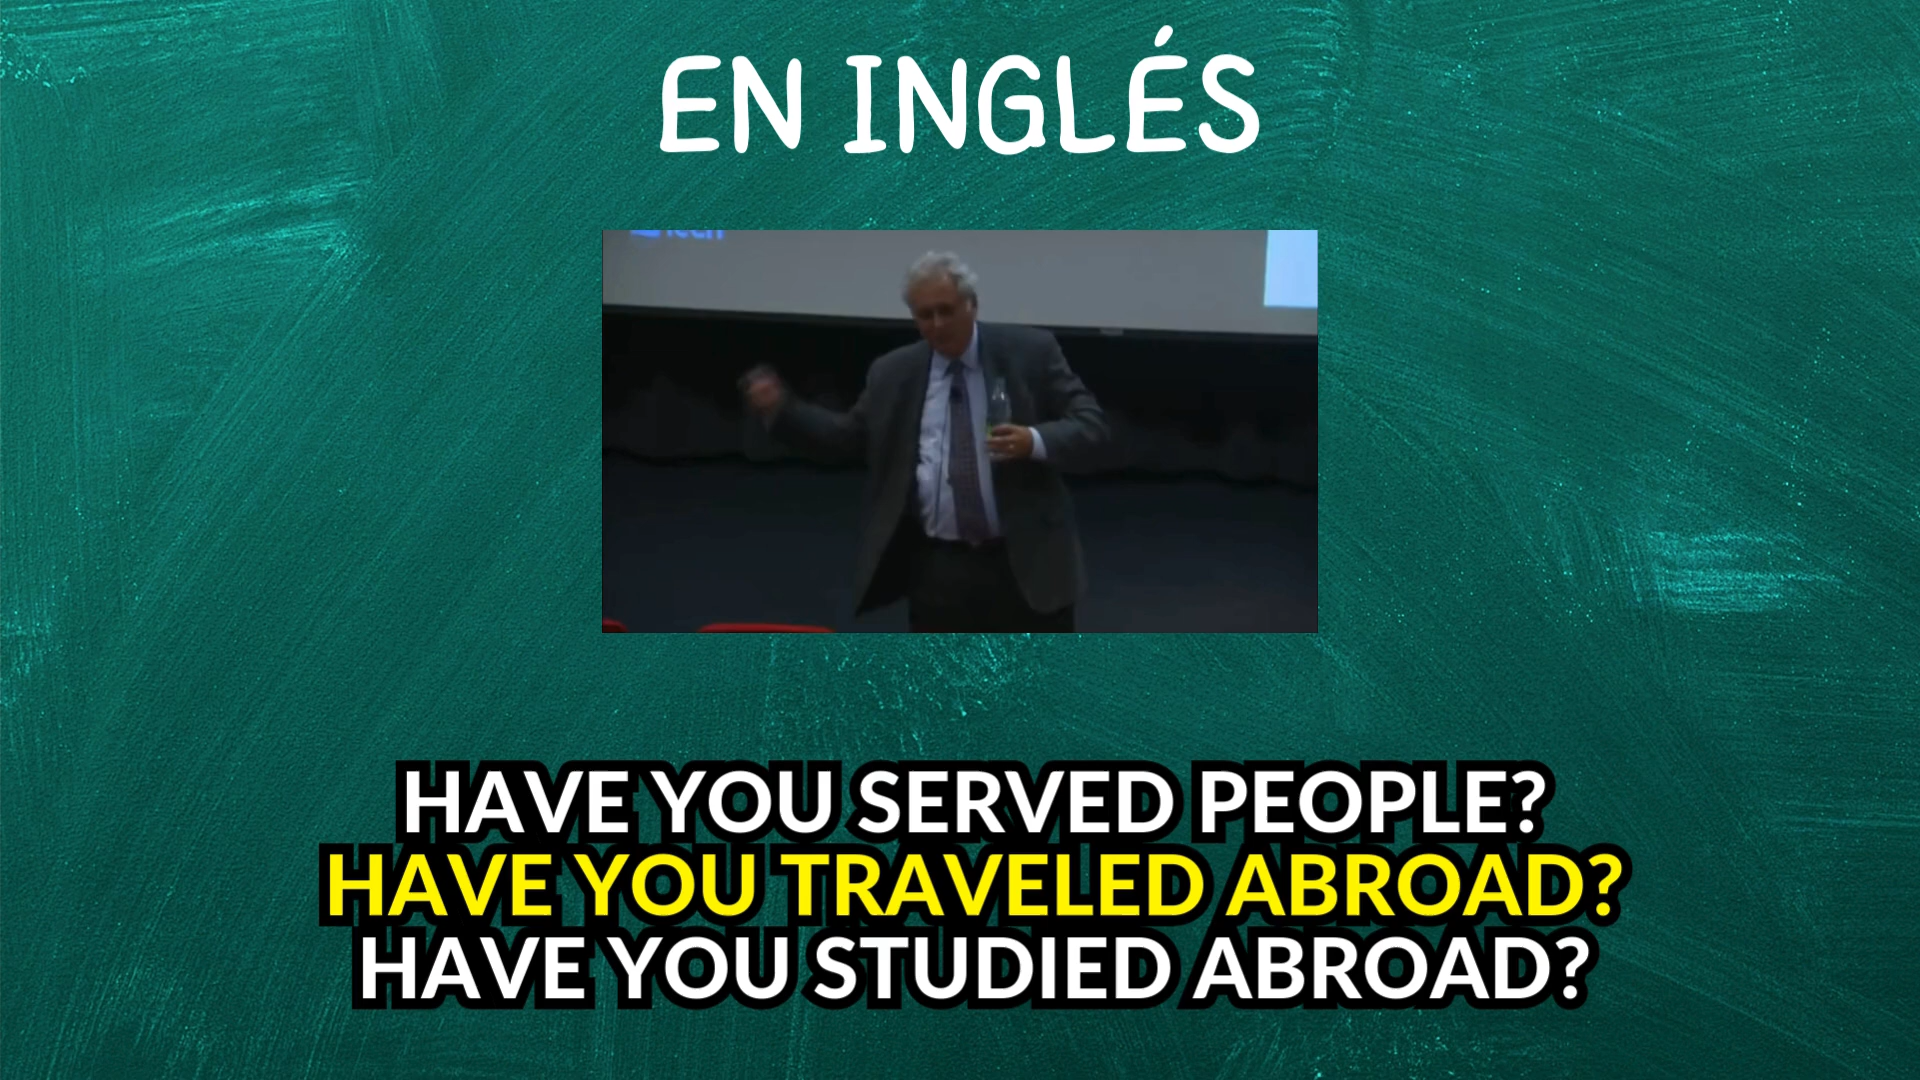 EN INGLÉS
HAVE YOU SERVED PEOPLE?
HAVE YOU TRAVELED ABROAD?
HAVE YOU STUDIED ABROAD?